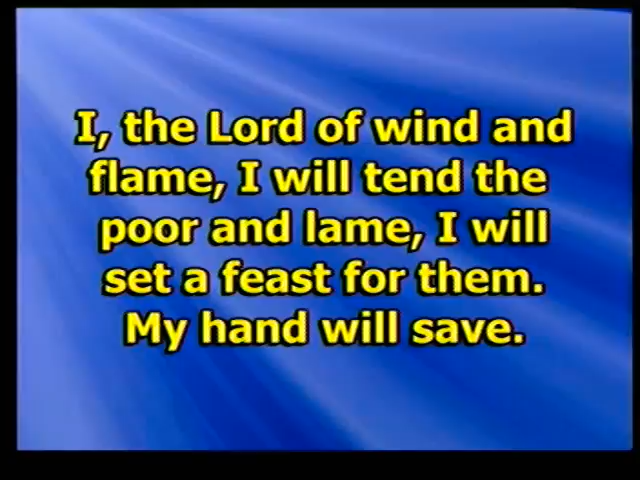 I, the Lord of wind and
flame, I will tend the
poor and lame, I will
set a feast for them.
My hand will save.